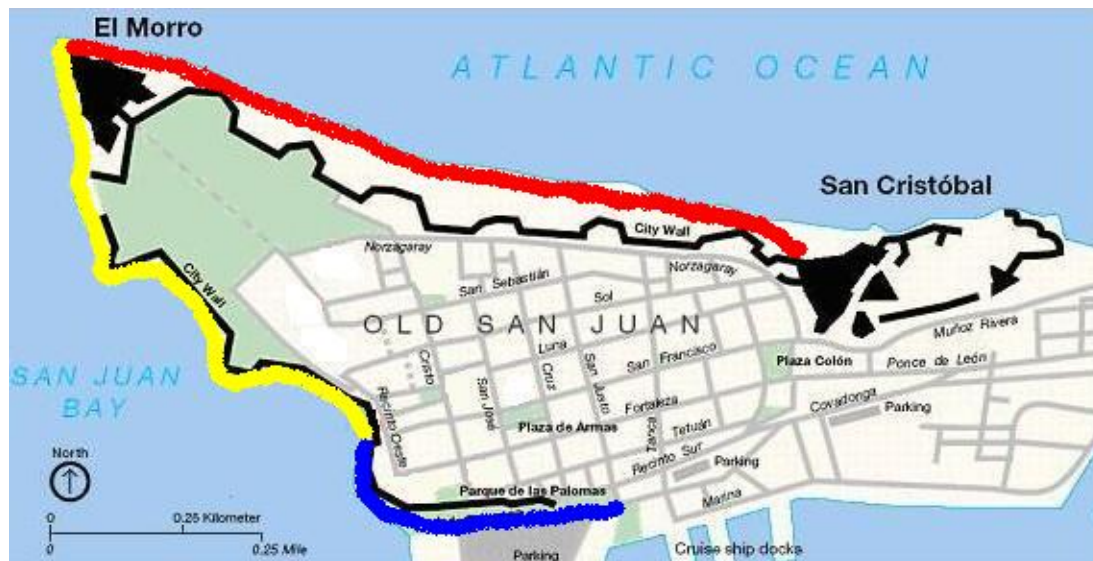 El Morro
ATLANTIC OCEAN
San Cristóbal
City Wall
Norzagaray
Norzagaray
San Sebastián
Sol
City Wall
OLD SAN JUAN
Muñoz Rivera
Luna
San Francisco
Plaza Colón
Ponce de León
SAN JUAN
BAY
Cristo
San José
Cruz
San Justo
Recinto Oeste
Fortaleza
Covadonga
Parking
Plaza de Armas
Tanca
Tetuán
North
Recinto Sur
Parking
Parque de las Palomas
Marina
0 0.25 Kilometer
0 0.25 Mile
Parking
Cruise ship docks